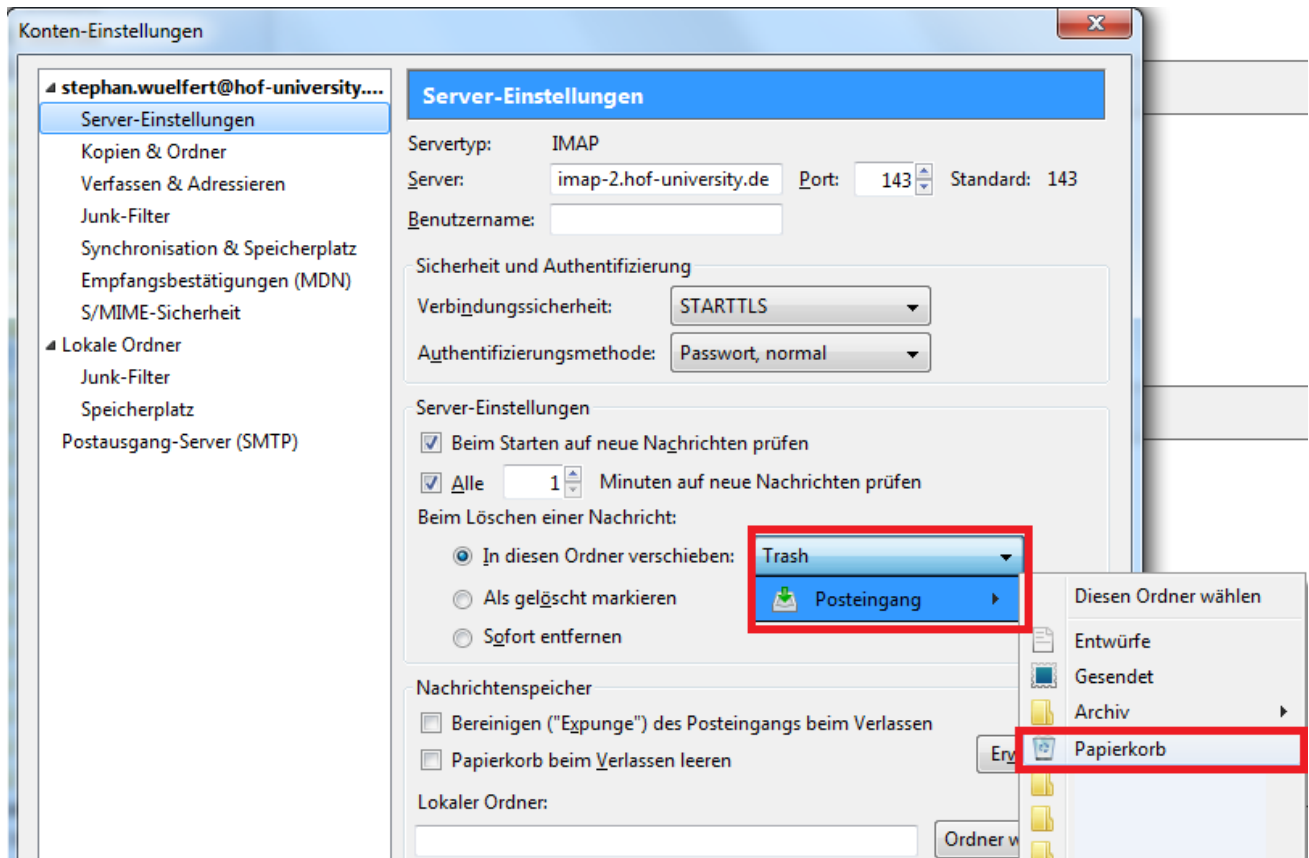 Konten-Einstellungen
stephan.wuelfert@hof-university....
Server-Einstellungen
Kopien & Ordner
Verfassen & Adressieren
Junk-Filter
Synchronisation & Speicherplatz
Empfangsbestätigungen (MDN)
S/MIME-Sicherheit
Lokale Ordner
Junk-Filter
Speicherplatz
Postausgang-Server (SMTP)
Server-Einstellungen
Servertyp: IMAP
Server: imap-2.hof-university.de Port: 143 Standard: 143
Benutzername:
Sicherheit und Authentifizierung
Verbindungssicherheit: STARTTLS
Authentifizierungsmethode: Passwort, normal
Server-Einstellungen
Beim Starten auf neue Nachrichten prüfen
Alle 1 Minuten auf neue Nachrichten prüfen
Beim Löschen einer Nachricht:
In diesen Ordner verschieben: Trash
Als gelöscht markieren
Sofort entfernen
Posteingang
Diesen Ordner wählen
Entwürfe
Gesendet
Archiv
Papierkorb
Nachrichtenspeicher
Bereinigen ("Expunge") des Posteingangs beim Verlassen
Papierkorb beim Verlassen leeren
Erw
Lokaler Ordner:
Ordner w